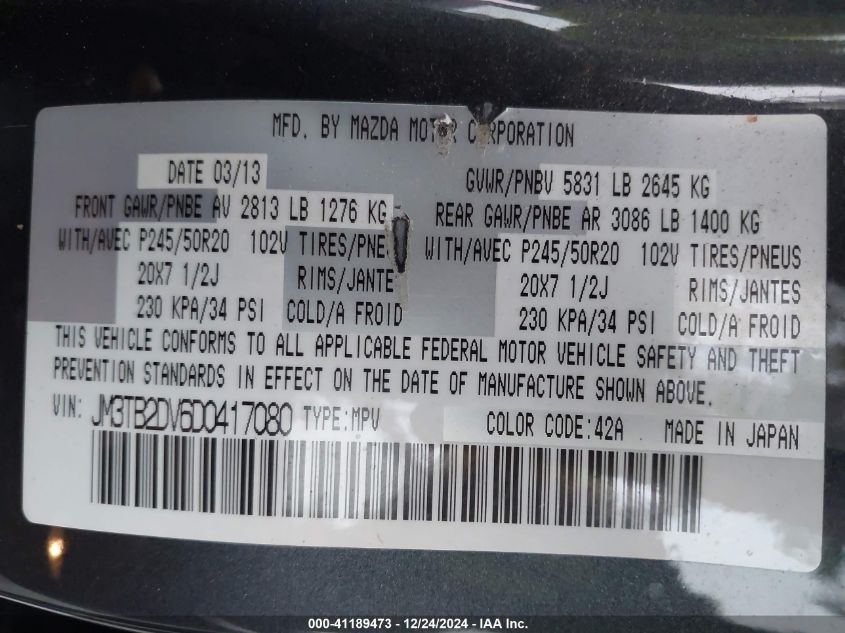 MFD. BY MAZDA MOTOR CORPORATION
DATE 03/13 GVWR/PNBV 5831 LB 2645 KG
FRONT GAWR/PNBE AV 2813 LB 1276 KG REAR GAWR/PNBE AR 3086 LB 1400 KG
WITH/AVEC P245/50R20 102V TIRES/PNE WITH/AVEC P245/50R20 102V TIRES/PNEUS
20X7 1/2J RIMS/JANTE 20X7 1/2J RIMS/JANTES
230 KPA/34 PSI COLD/A FROID 230 KPA/34 PSI COLD/A FROID
THIS VEHICLE CONFORMS TO ALL APPLICABLE FEDERAL MOTOR VEHICLE SAFETY AND THEFT
PREVENTION STANDARDS IN EFFECT ON THE DATE OF MANUFACTURE SHOWN ABOVE.
VIN: JM3TB2DV6D0417080 TYPE:MPV COLOR CODE:42A MADE IN JAPAN
000-41189473 - 12/24/2024 - IAA Inc.